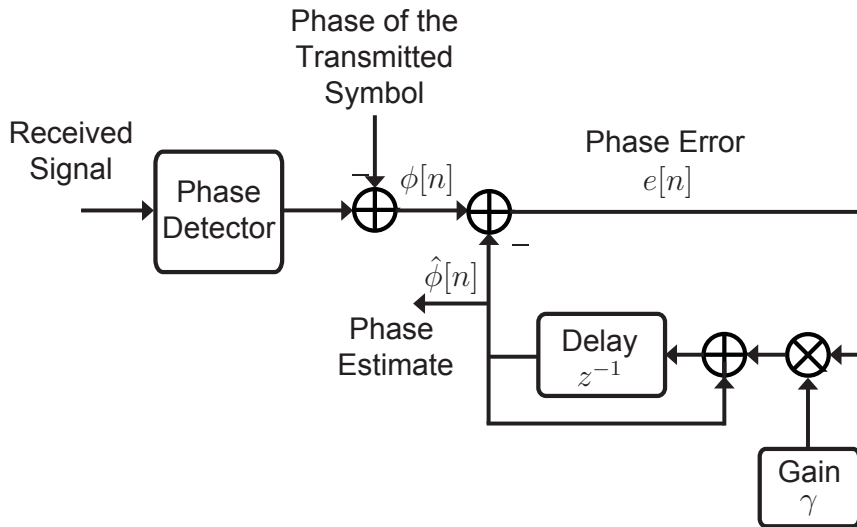 Phase of the
Transmitted
Symbol
Received
Signal
Phase
Detector
−
ϕ[n]
Phase Error
e[n]
−
ϕ̂[n]
Phase
Estimate
Delay
z⁻¹
Gain
γ